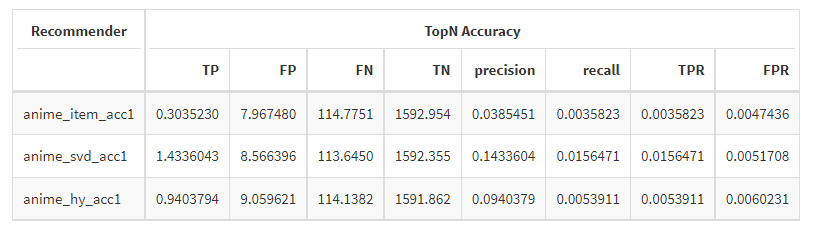 Recommender TopN Accuracy
TP FP FN TN precision recall TPR FPR
anime_item_acc1 0.3035230 7.967480 114.7751 1592.954 0.0385451 0.0035823 0.0035823 0.0047436
anime_svd_acc1 1.4336043 8.566396 113.6450 1592.355 0.1433604 0.0156471 0.0156471 0.0051708
anime_hy_acc1 0.9403794 9.059621 114.1382 1591.862 0.0940379 0.0053911 0.0053911 0.0060231